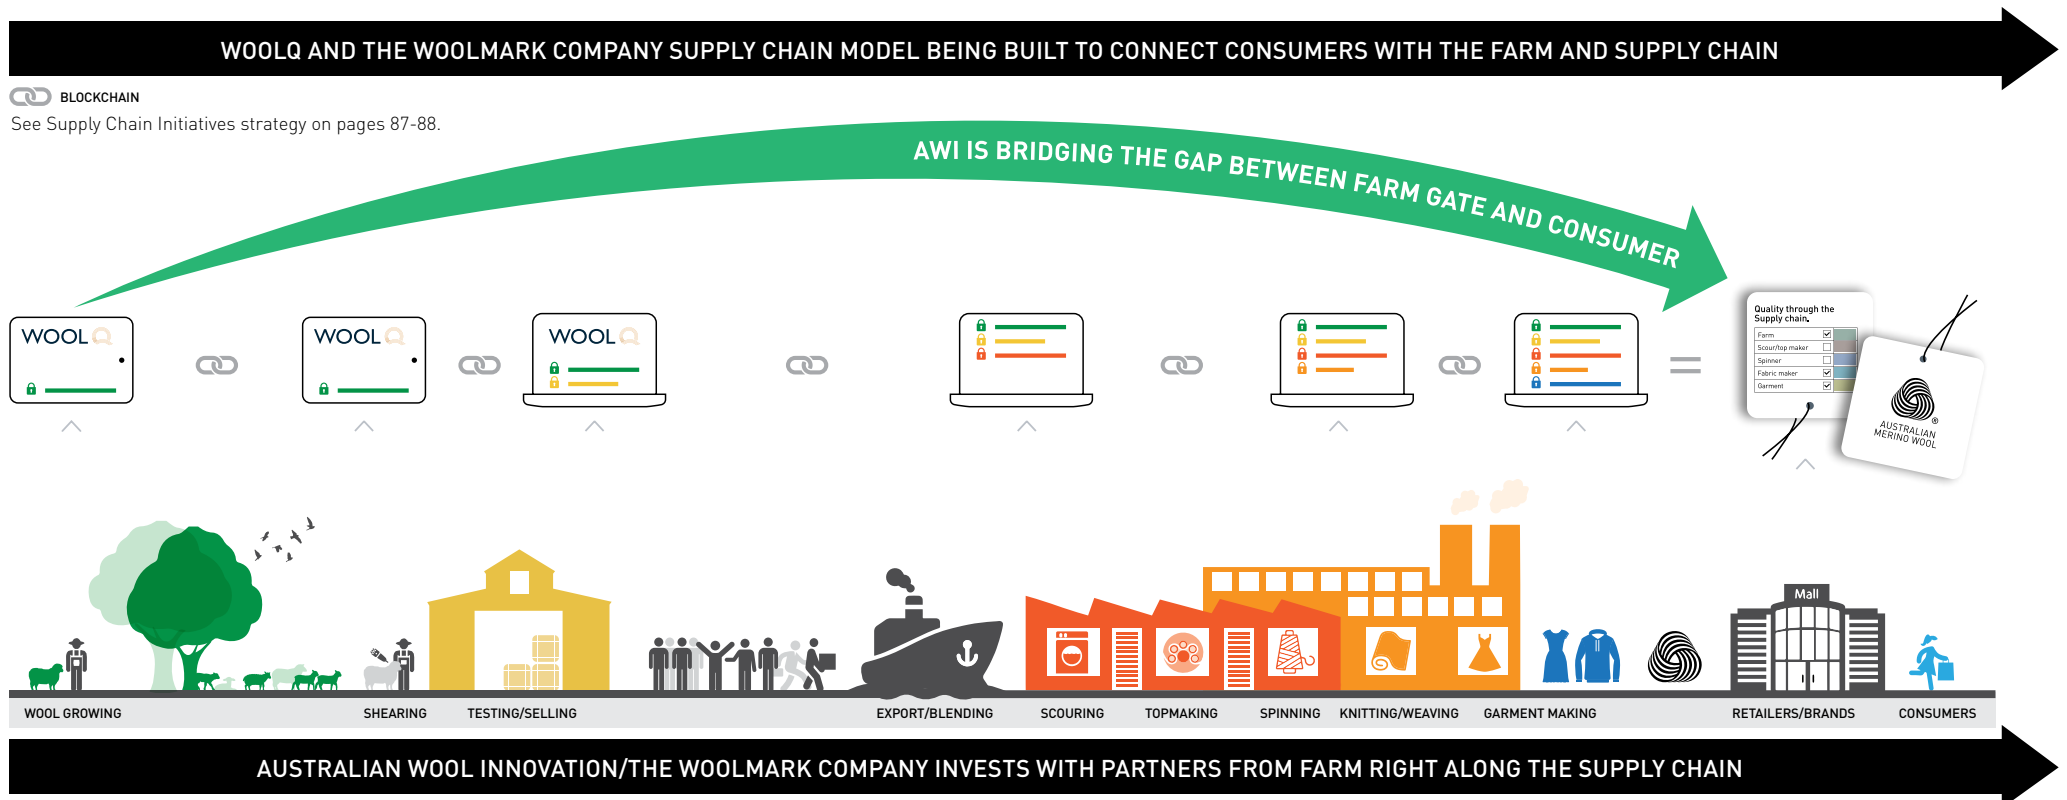 WOOLQ AND THE WOOLMARK COMPANY SUPPLY CHAIN MODEL BEING BUILT TO CONNECT CONSUMERS WITH THE FARM AND SUPPLY CHAIN
BLOCKCHAIN
See Supply Chain Initiatives strategy on pages 87-88.
AWI IS BRIDGING THE GAP BETWEEN FARM GATE AND CONSUMER
WOOLQ
WOOLQ
WOOLQ
Quality through the
Supply chain.
Farm
Scour/top maker
Spinner
Fabric maker
Garment
®
AUSTRALIAN
MERINO WOOL
Mall
WOOL GROWING
SHEARING
TESTING/SELLING
EXPORT/BLENDING
SCOURING
TOPMAKING
SPINNING
KNITTING/WEAVING
GARMENT MAKING
RETAILERS/BRANDS
CONSUMERS
AUSTRALIAN WOOL INNOVATION/THE WOOLMARK COMPANY INVESTS WITH PARTNERS FROM FARM RIGHT ALONG THE SUPPLY CHAIN